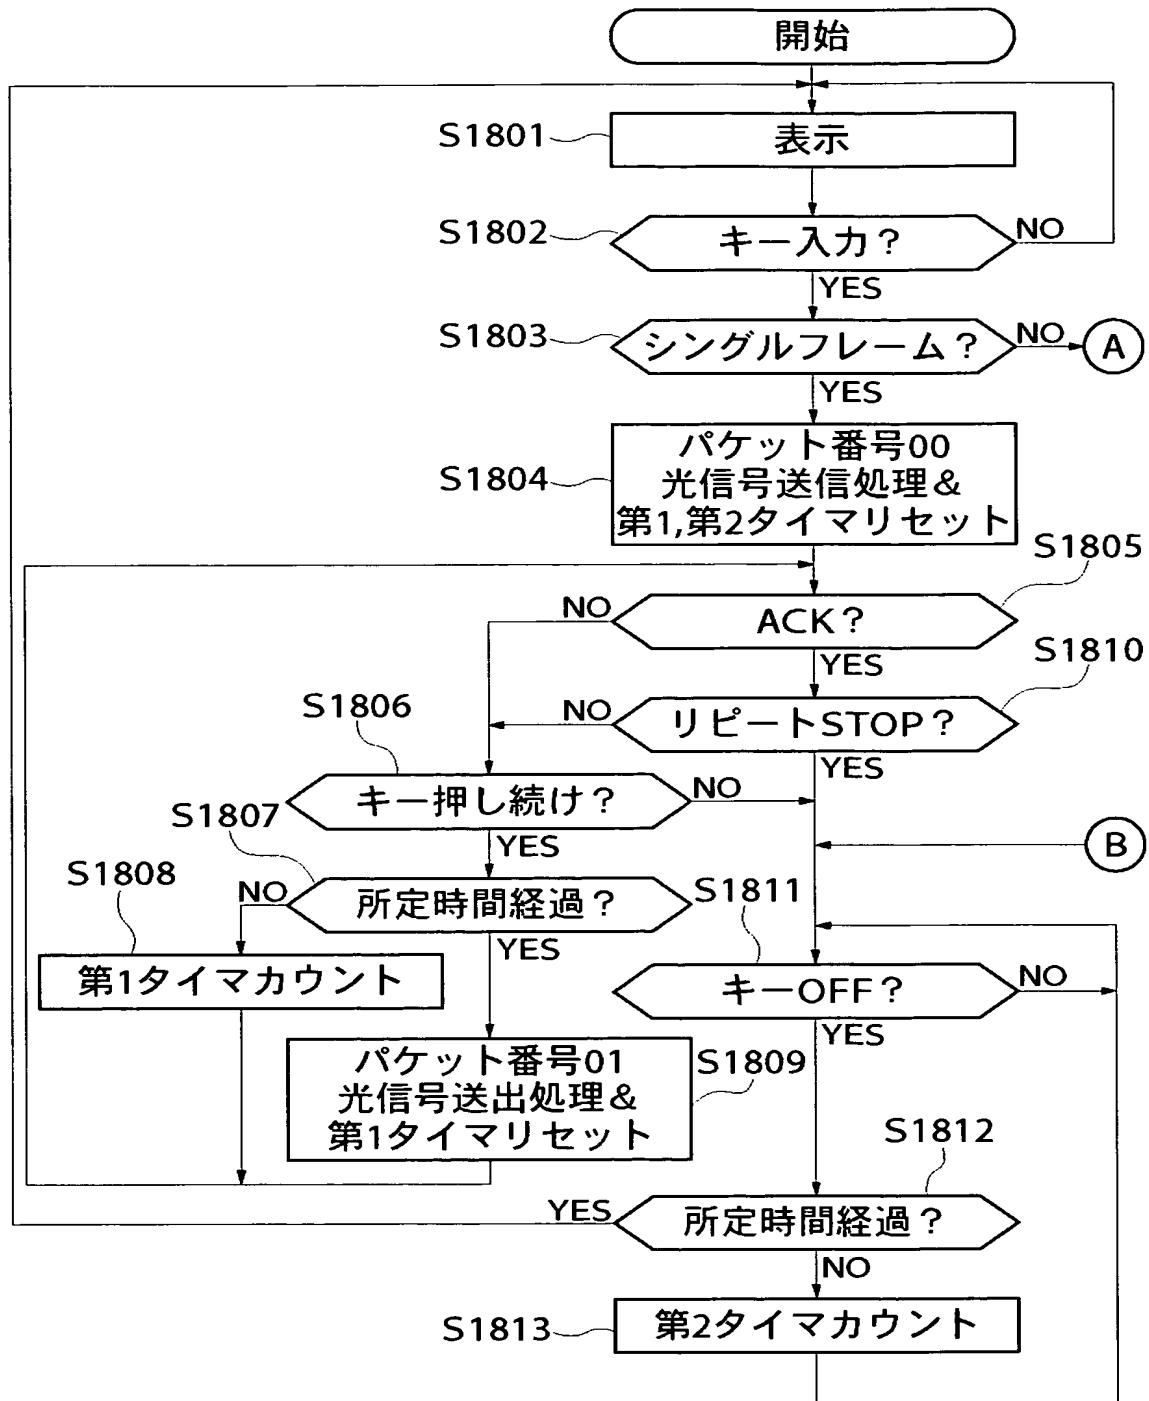 開始
S1801
表示
S1802
キー入力？
NO
YES
S1803
シングルフレーム？
NO
A
YES
S1804
パケット番号00
光信号送信処理＆
第1,第2タイマリセット
S1805
ACK？
NO
YES
S1810
リピートSTOP？
NO
YES
S1806
キー押し続け？
NO
YES
B
S1807
所定時間経過？
NO
YES
S1808
第1タイマカウント
S1811
キーOFF？
NO
YES
S1809
パケット番号01
光信号送出処理＆
第1タイマリセット
S1812
所定時間経過？
YES
NO
S1813
第2タイマカウント